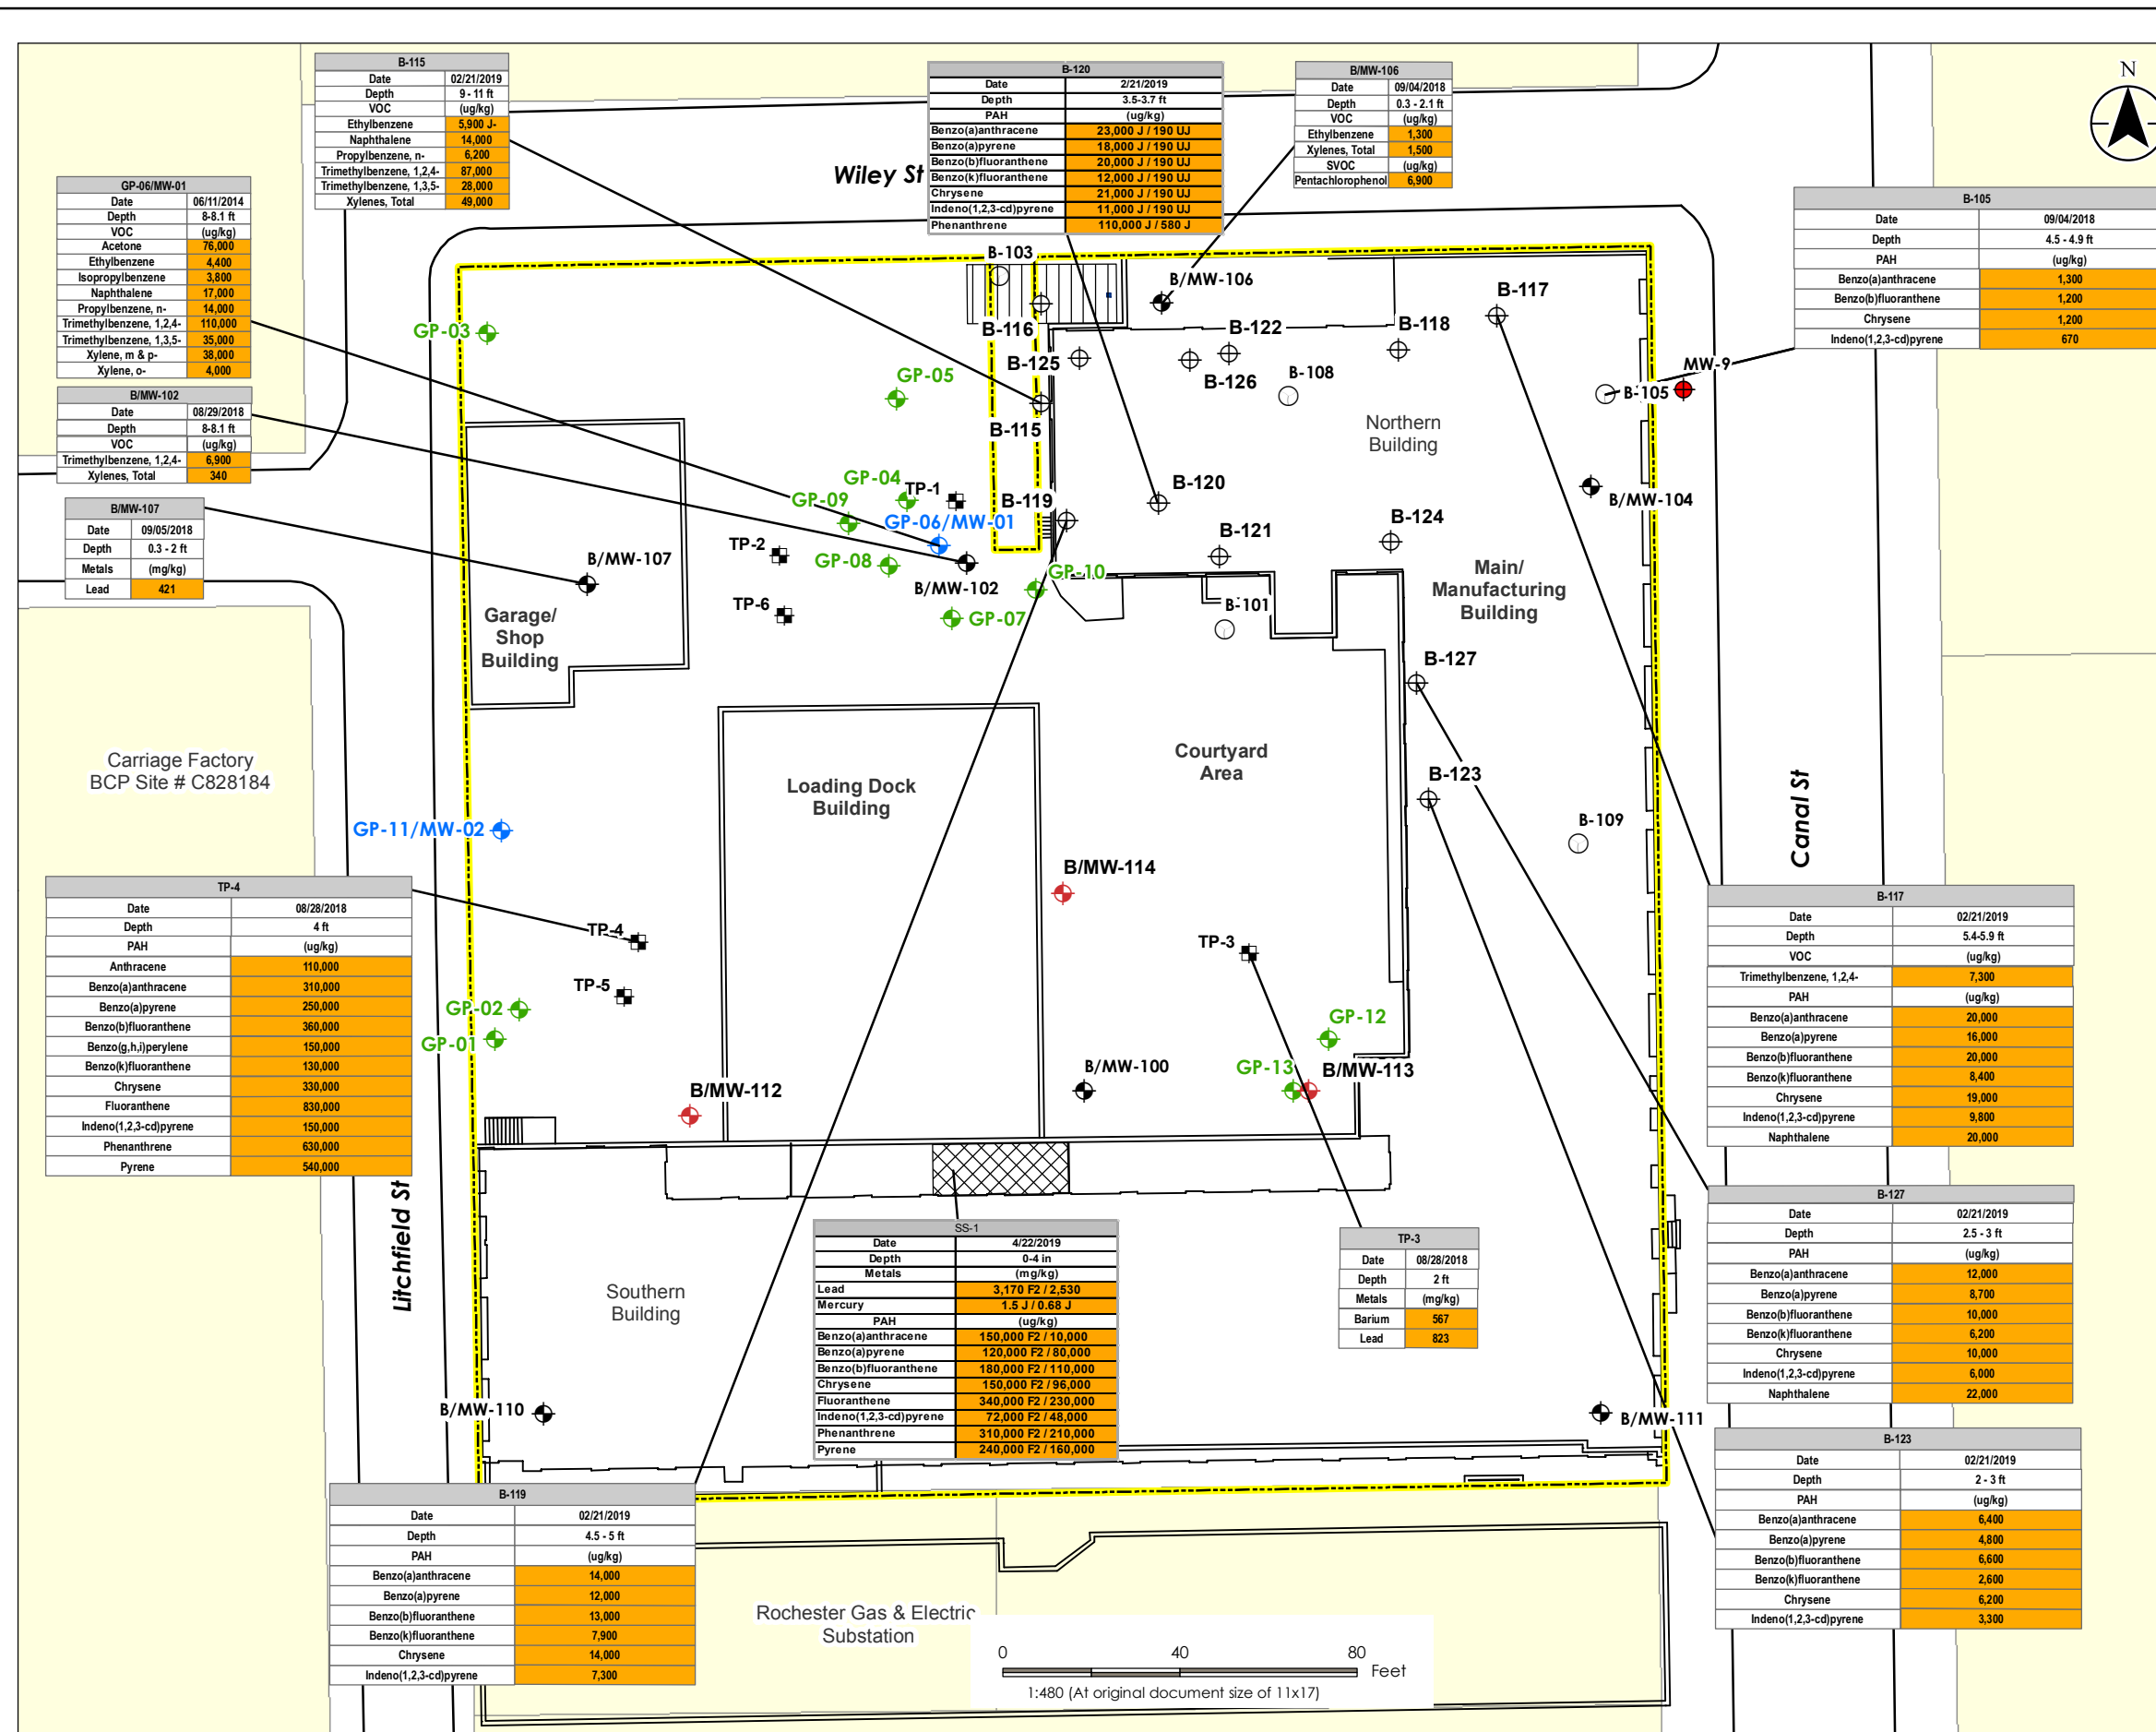 B-115
Date 02/21/2019
Depth 9 - 11 ft
VOC (ug/kg)
Ethylbenzene 5,900 J-
Naphthalene 14,000
Propylbenzene, n- 6,200
Trimethylbenzene, 1,2,4- 87,000
Trimethylbenzene, 1,3,5- 28,000
Xylenes, Total 49,000
B-120
Date 2/21/2019
Depth 3.5-3.7 ft
PAH (ug/kg)
Benzo(a)anthracene 23,000 J / 190 UJ
Benzo(a)pyrene 18,000 J / 190 UJ
Benzo(b)fluoranthene 20,000 J / 190 UJ
Benzo(k)fluoranthene 12,000 J / 190 UJ
Chrysene 21,000 J / 190 UJ
Indeno(1,2,3-cd)pyrene 11,000 J / 190 UJ
Phenanthrene 110,000 J / 580 J
B/MW-106
Date 09/04/2018
Depth 0.3 - 2.1 ft
VOC (ug/kg)
Ethylbenzene 1,300
Xylenes, Total 1,500
SVOC (ug/kg)
Pentachlorophenol 6,900
N
Wiley St
GP-06/MW-01
Date 06/11/2014
Depth 8-8.1 ft
VOC (ug/kg)
Acetone 76,000
Ethylbenzene 4,400
Isopropylbenzene 3,800
Naphthalene 17,000
Propylbenzene, n- 14,000
Trimethylbenzene, 1,2,4- 110,000
Trimethylbenzene, 1,3,5- 35,000
Xylene, m & p- 38,000
Xylene, o- 4,000
B-105
Date 09/04/2018
Depth 4.5 - 4.9 ft
PAH (ug/kg)
Benzo(a)anthracene 1,300
Benzo(b)fluoranthene 1,200
Chrysene 1,200
Indeno(1,2,3-cd)pyrene 670
B/MW-102
Date 08/29/2018
Depth 8-8.1 ft
VOC (ug/kg)
Trimethylbenzene, 1,2,4- 6,900
Xylenes, Total 340
B/MW-107
Date 09/05/2018
Depth 0.3 - 2 ft
Metals (mg/kg)
Lead 421
B-103
B/MW-106
B-117
GP-03
B-116
B-122
B-118
B-125
B-126
B-108
MW-9
B-105
GP-05
B-115
Northern
Building
GP-04
TP-1
GP-09
B-119
B-120
B/MW-104
GP-06/MW-01
B-121
B-124
TP-2
GP-08
B/MW-107
B/MW-102
GP-10
Main/
Manufacturing
Building
TP-6
GP-07
B-101
Garage/
Shop
Building
B-127
Carriage Factory
BCP Site # C828184
Loading Dock
Building
Courtyard
Area
B-123
Canal St
GP-11/MW-02
B-109
B/MW-114
TP-4
TP-3
TP-5
GP-02
GP-01
GP-12
GP-13
B/MW-113
B/MW-100
B/MW-112
TP-4
Date 08/28/2018
Depth 4 ft
PAH (ug/kg)
Anthracene 110,000
Benzo(a)anthracene 310,000
Benzo(a)pyrene 250,000
Benzo(b)fluoranthene 360,000
Benzo(g,h,i)perylene 150,000
Benzo(k)fluoranthene 130,000
Chrysene 330,000
Fluoranthene 830,000
Indeno(1,2,3-cd)pyrene 150,000
Phenanthrene 630,000
Pyrene 540,000
B-117
Date 02/21/2019
Depth 5.4-5.9 ft
VOC (ug/kg)
Trimethylbenzene, 1,2,4- 7,300
PAH (ug/kg)
Benzo(a)anthracene 20,000
Benzo(a)pyrene 16,000
Benzo(b)fluoranthene 20,000
Benzo(k)fluoranthene 8,400
Chrysene 19,000
Indeno(1,2,3-cd)pyrene 9,800
Naphthalene 20,000
Litchfield St
Southern
Building
SS-1
Date 4/22/2019
Depth 0-4 in
Metals (mg/kg)
Lead 3,170 F2 / 2,530
Mercury 1.5 J / 0.68 J
PAH (ug/kg)
Benzo(a)anthracene 150,000 F2 / 10,000
Benzo(a)pyrene 120,000 F2 / 80,000
Benzo(b)fluoranthene 180,000 F2 / 110,000
Chrysene 150,000 F2 / 96,000
Fluoranthene 340,000 F2 / 230,000
Indeno(1,2,3-cd)pyrene 72,000 F2 / 48,000
Phenanthrene 310,000 F2 / 210,000
Pyrene 240,000 F2 / 160,000
TP-3
Date 08/28/2018
Depth 2 ft
Metals (mg/kg)
Barium 567
Lead 823
B-127
Date 02/21/2019
Depth 2.5 - 3 ft
PAH (ug/kg)
Benzo(a)anthracene 12,000
Benzo(a)pyrene 8,700
Benzo(b)fluoranthene 10,000
Benzo(k)fluoranthene 6,200
Chrysene 10,000
Indeno(1,2,3-cd)pyrene 6,000
Naphthalene 22,000
B/MW-110
B/MW-111
B-123
Date 02/21/2019
Depth 2 - 3 ft
PAH (ug/kg)
Benzo(a)anthracene 6,400
Benzo(a)pyrene 4,800
Benzo(b)fluoranthene 6,600
Benzo(k)fluoranthene 2,600
Chrysene 6,200
Indeno(1,2,3-cd)pyrene 3,300
B-119
Date 02/21/2019
Depth 4.5 - 5 ft
PAH (ug/kg)
Benzo(a)anthracene 14,000
Benzo(a)pyrene 12,000
Benzo(b)fluoranthene 13,000
Benzo(k)fluoranthene 7,900
Chrysene 14,000
Indeno(1,2,3-cd)pyrene 7,300
Rochester Gas & Electric
Substation
0 40 80
Feet
1:480 (At original document size of 11x17)